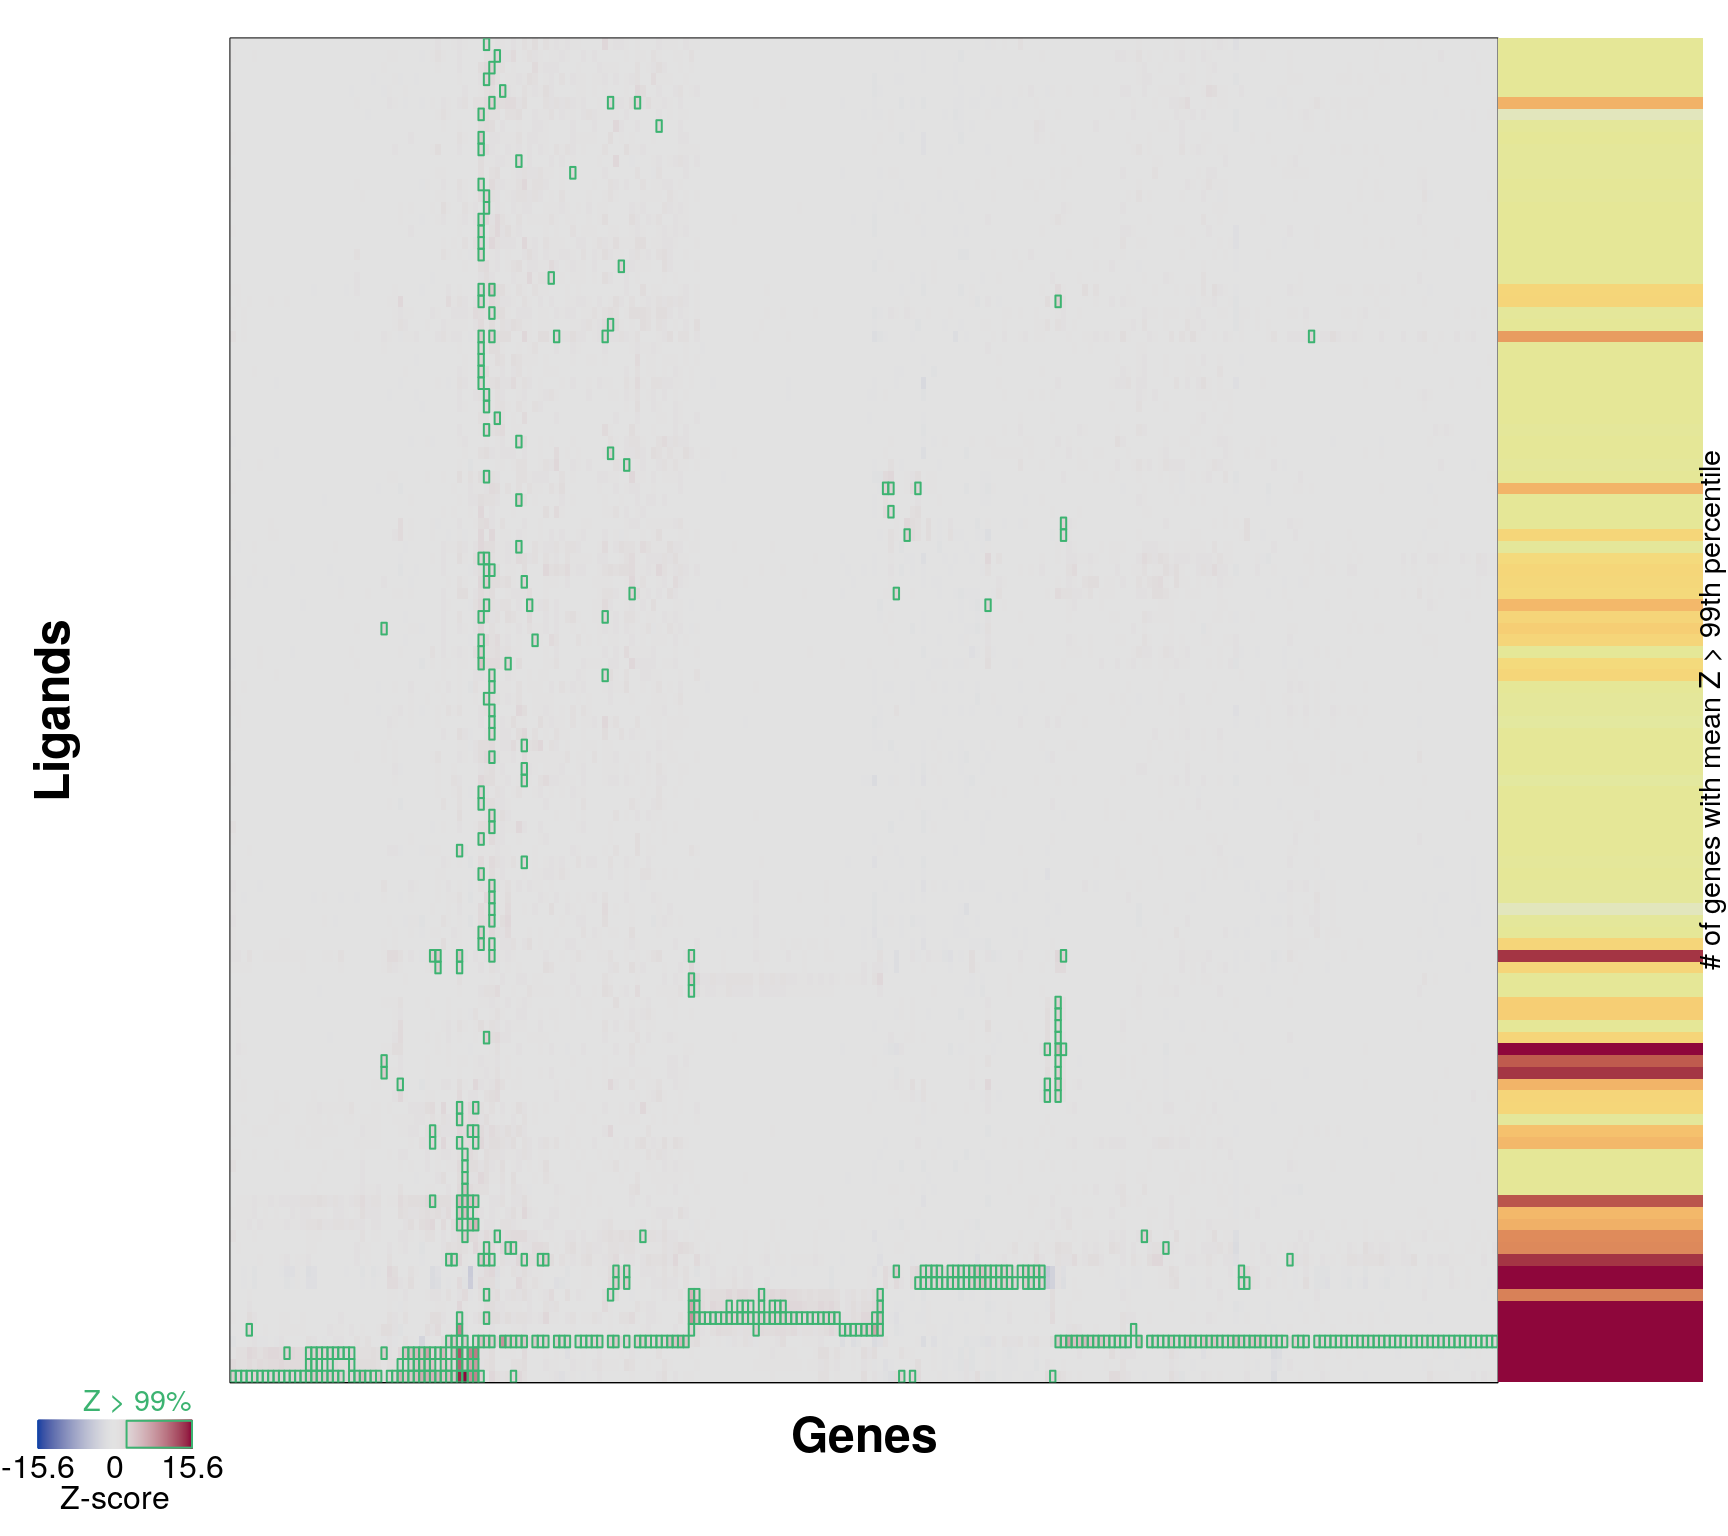 Ligands
# of genes with mean Z > 99th percentile
Genes
Z > 99%
-15.6 0 15.6
Z-score